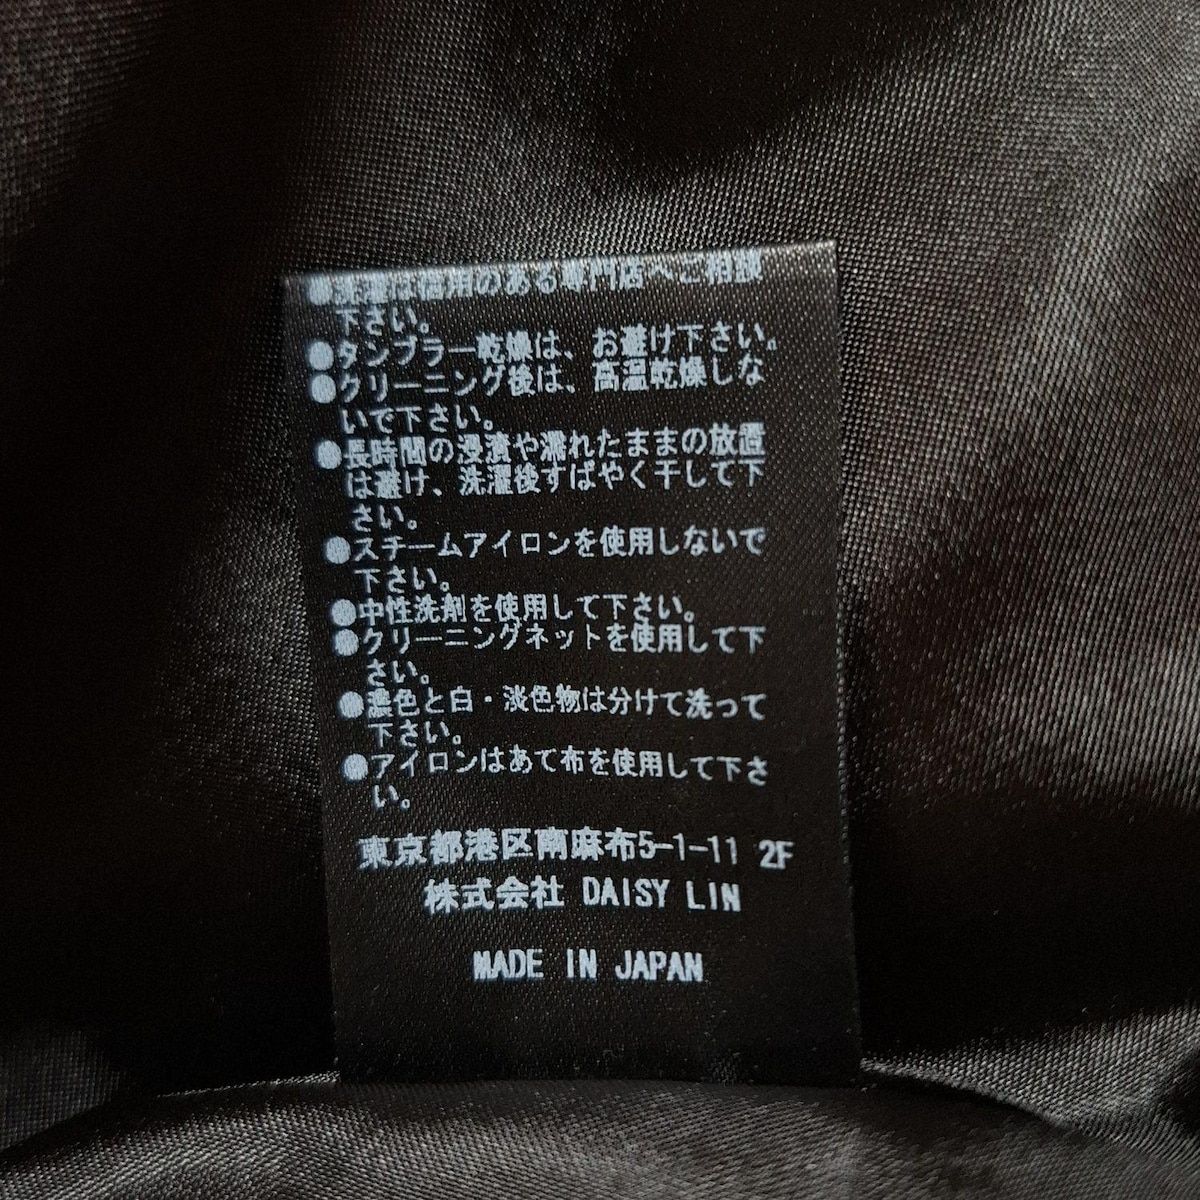 ●洗濯は信用のある専門店へご相談
下さい。
●タンブラー乾燥は、お避け下さい。
●クリーニング後は、高温乾燥しな
いで下さい。
●長時間の浸漬や濡れたままの放置
は避け、洗濯後すばやく干して下
さい。
●スチームアイロンを使用しないで
下さい。
●中性洗剤を使用して下さい。
●クリーニングネットを使用して下
さい。
●濃色と白・淡色物は分けて洗って
下さい。
●アイロンはあて布を使用して下さ
い。
東京都港区南麻布5-1-11 2F
株式会社 DAISY LIN
MADE IN JAPAN